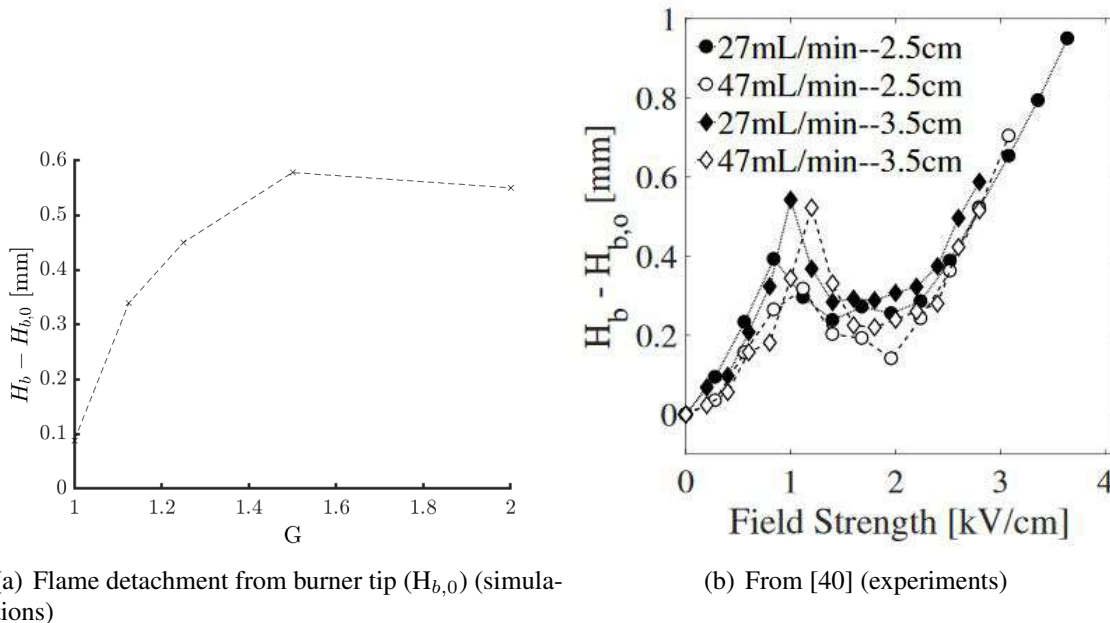 0.6
0.5
0.4
0.3
0.2
0.1
0
1 1.2 1.4 1.6 1.8 2
G
H_b − H_{b,0} [mm]
1
0.8
0.6
0.4
0.2
0
0 1 2 3 4
Field Strength [kV/cm]
H_b - H_{b,o} [mm]
27mL/min--2.5cm
47mL/min--2.5cm
27mL/min--3.5cm
47mL/min--3.5cm
(a) Flame detachment from burner tip (H_{b,0}) (simula-
tions)
(b) From [40] (experiments)